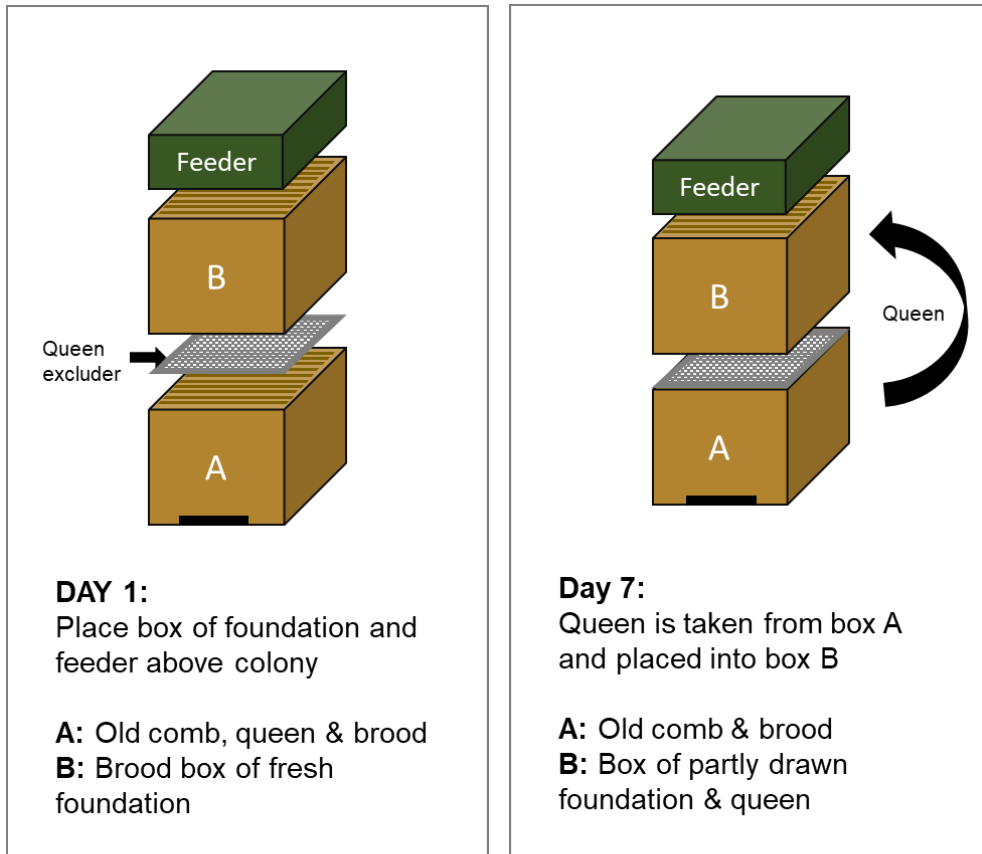 Feeder
B
Queen
excluder
A
DAY 1:
Place box of foundation and
feeder above colony
A: Old comb, queen & brood
B: Brood box of fresh
foundation
Feeder
B
Queen
A
Day 7:
Queen is taken from box A
and placed into box B
A: Old comb & brood
B: Box of partly drawn
foundation & queen